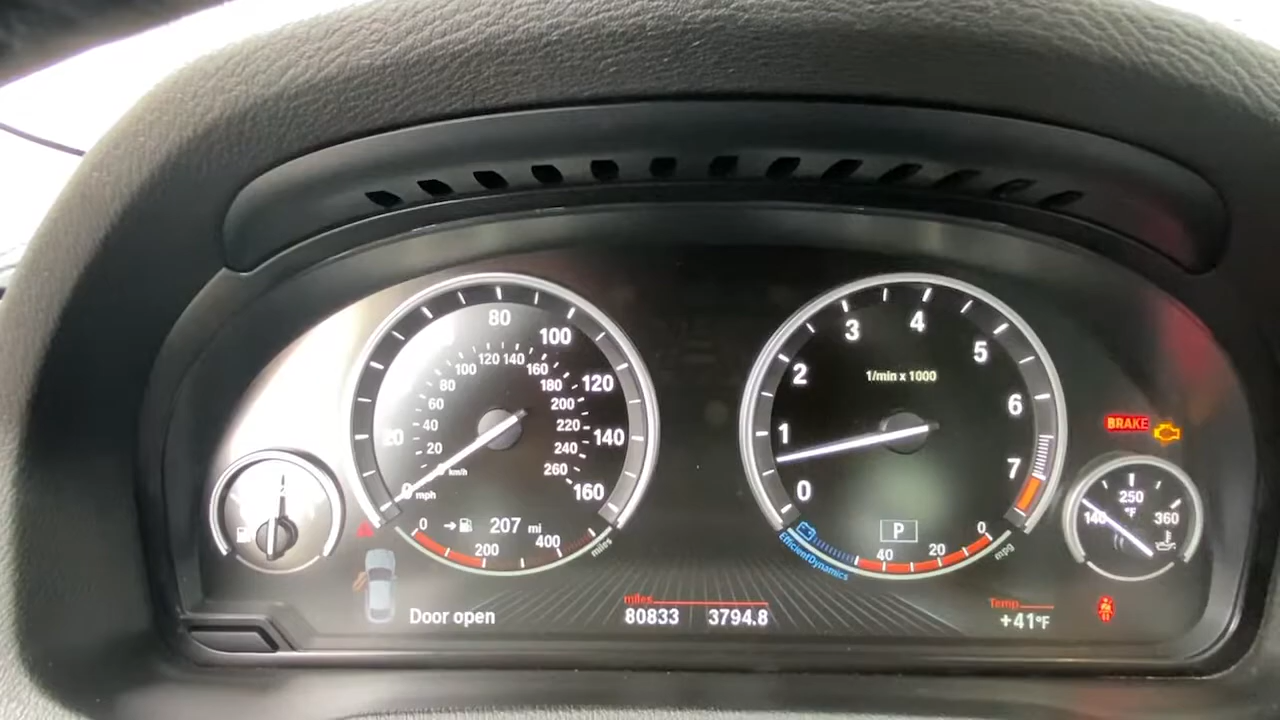 80
100
120
140
160
20
0
mph
20
40
60
80
100
120
140
160
180
200
220
240
260
km/h
0
207 mi
200
400
miles
1/min x 1000
0
1
2
3
4
5
6
7
P
40
20
0
mpg
EfficientDynamics
BRAKE
140
250
°F
360
Door open
miles
80833 3794.8
Temp
+41°F